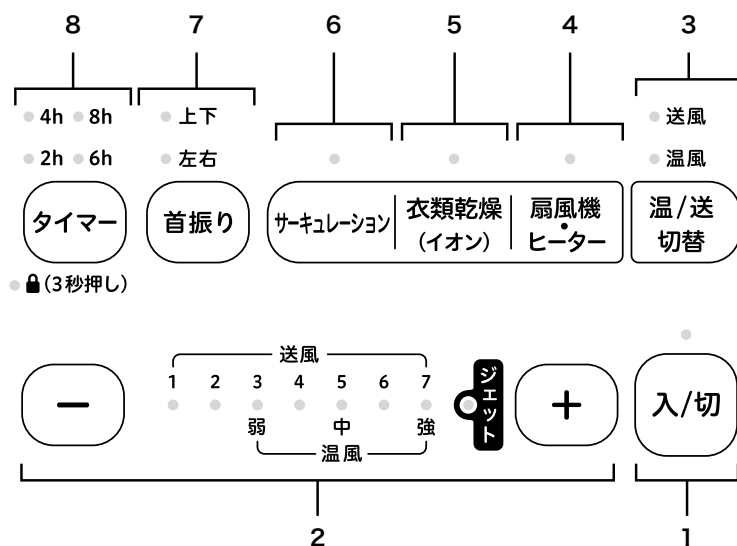 8 7 6 5 4 3
4h 8h 上下 送風
2h 6h 左右 温風
タイマー 首振り サーキュレーション 衣類乾燥 扇風機 温/送
(イオン) ・ヒーター 切替
(3秒押し)
送風
1 2 3 4 5 6 7 ジェット
− + 入/切
弱 中 強
温風
2 1